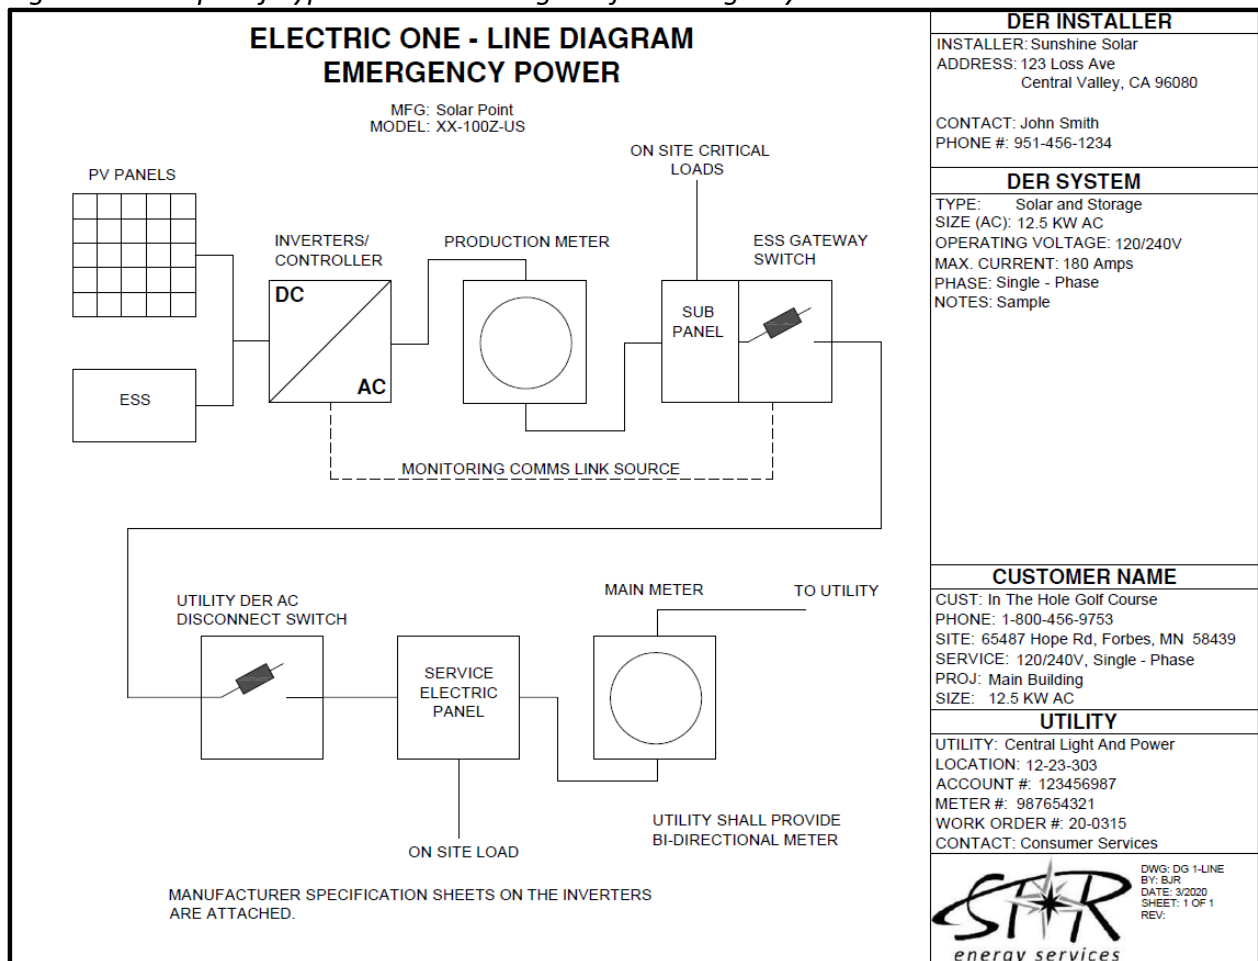 ELECTRIC ONE - LINE DIAGRAM
EMERGENCY POWER
MFG: Solar Point
MODEL: XX-100Z-US
PV PANELS
ESS
INVERTERS/
CONTROLLER
DC
AC
PRODUCTION METER
ON SITE CRITICAL
LOADS
SUB
PANEL
ESS GATEWAY
SWITCH
MONITORING COMMS LINK SOURCE
UTILITY DER AC
DISCONNECT SWITCH
SERVICE
ELECTRIC
PANEL
ON SITE LOAD
MAIN METER
TO UTILITY
UTILITY SHALL PROVIDE
BI-DIRECTIONAL METER
MANUFACTURER SPECIFICATION SHEETS ON THE INVERTERS
ARE ATTACHED.
DER INSTALLER
INSTALLER: Sunshine Solar
ADDRESS: 123 Loss Ave
Central Valley, CA 96080
CONTACT: John Smith
PHONE #: 951-456-1234
DER SYSTEM
TYPE: Solar and Storage
SIZE (AC): 12.5 KW AC
OPERATING VOLTAGE: 120/240V
MAX. CURRENT: 180 Amps
PHASE: Single - Phase
NOTES: Sample
CUSTOMER NAME
CUST: In The Hole Golf Course
PHONE: 1-800-456-9753
SITE: 65487 Hope Rd, Forbes, MN 58439
SERVICE: 120/240V, Single - Phase
PROJ: Main Building
SIZE: 12.5 KW AC
UTILITY
UTILITY: Central Light And Power
LOCATION: 12-23-303
ACCOUNT #: 123456987
METER #: 987654321
WORK ORDER #: 20-0315
CONTACT: Consumer Services
STAR
energy services
DWG: DG 1-LINE
BY: BJR
DATE: 3/2020
SHEET: 1 OF 1
REV: